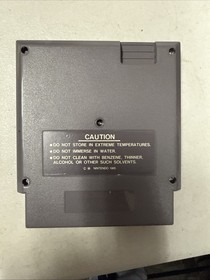 CAUTION
●DO NOT STORE IN EXTREME TEMPERATURES.
●DO NOT IMMERSE IN WATER.
●DO NOT CLEAN WITH BENZENE, THINNER,
ALCOHOL OR OTHER SUCH SOLVENTS.
NINTENDO